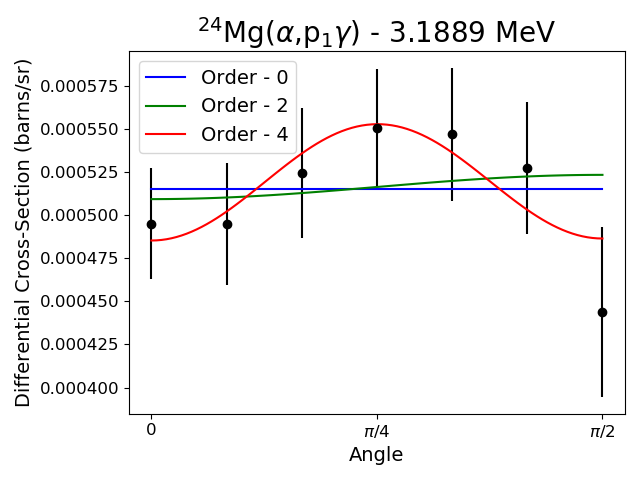 ²⁴Mg(α,p₁γ) - 3.1889 MeV
Order - 0
Order - 2
Order - 4
Differential Cross-Section (barns/sr)
0.000575
0.000550
0.000525
0.000500
0.000475
0.000450
0.000425
0.000400
0
π/4
π/2
Angle